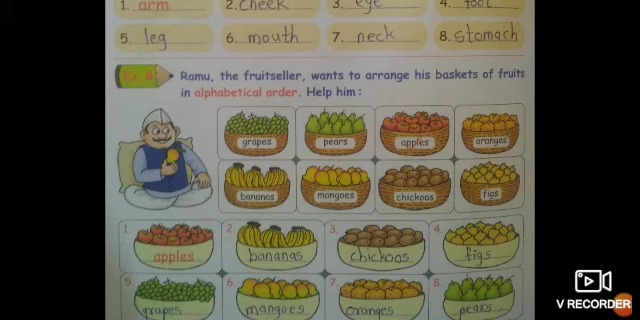 1. arm 2. cheek 3. eye 4. foot
5. leg 6. mouth 7. neck 8. stomach
Ex. 8 Ramu, the fruitseller, wants to arrange his baskets of fruits
in alphabetical order. Help him :
grapes pears apples oranges
bananas mangoes chickoos figs
1. apples 2. bananas 3. chickoos 4. figs
5. grapes 6. mangoes 7. oranges 8. pears
V RECORDER